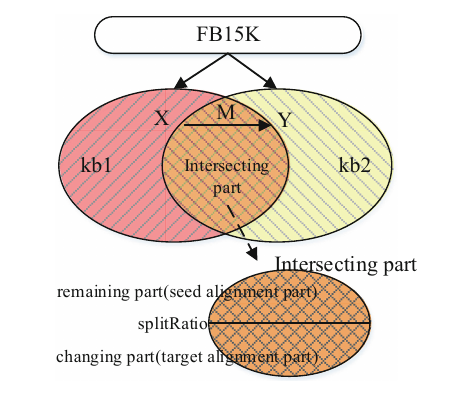 FB15K
X M Y
kb1
kb2
Intersecting
part
Intersecting part
remaining part(seed alignment part)
splitRatio
changing part(target alignment part)